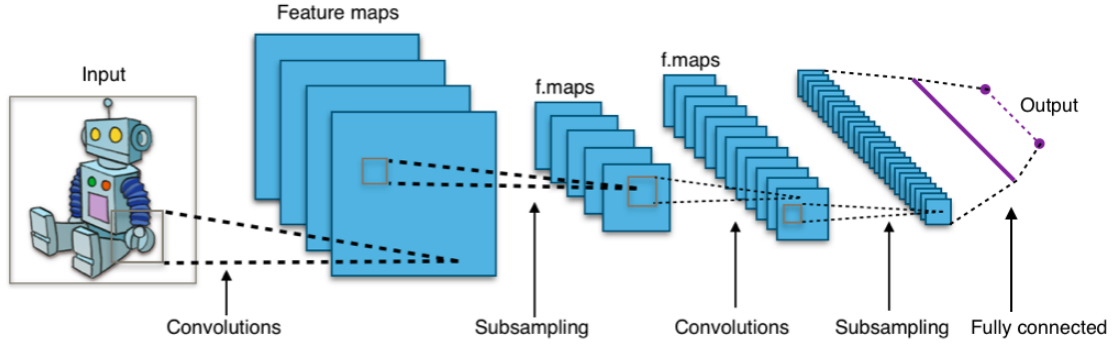 Feature maps
Input
f.maps
f.maps
Output
Convolutions
Subsampling
Convolutions
Subsampling
Fully connected